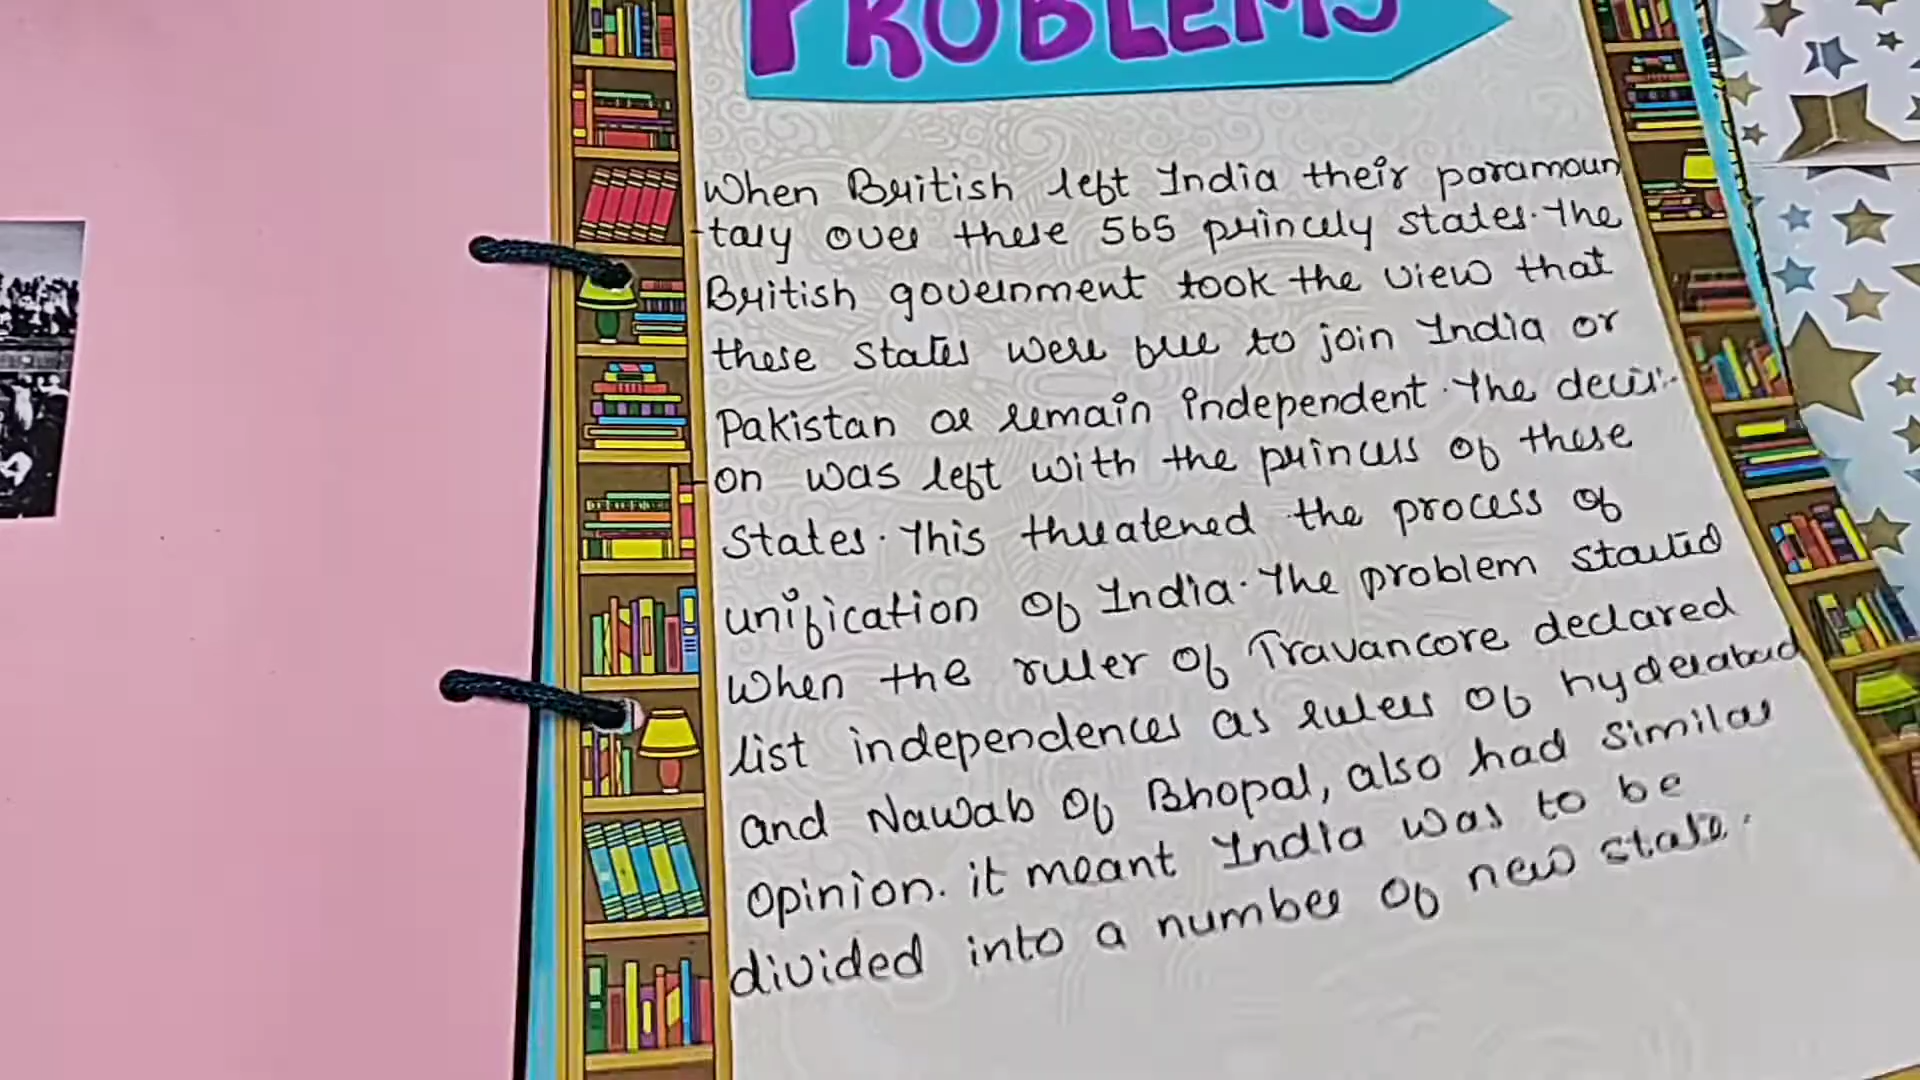 PROBLEMS
When British left India their paramoun
-tary over these 565 princely states. The
British government took the view that
these states were free to join India or
Pakistan or remain independent. The decisi-
-on was left with the princess of these
states. This threatened the process of
unification of India. The problem started
when the ruler of Travancore declared
list independences as rulers of hyderabad
and Nawab of Bhopal, also had similar
opinion. it meant India was to be
divided into a number of new state.